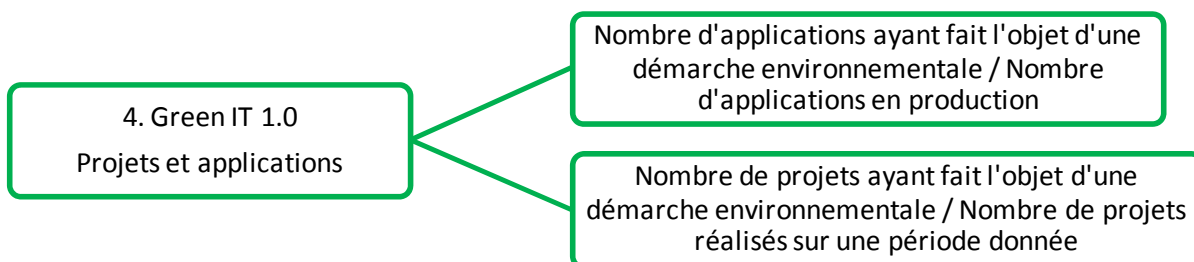 4. Green IT 1.0
Projets et applications
Nombre d'applications ayant fait l'objet d'une
démarche environnementale / Nombre
d'applications en production
Nombre de projets ayant fait l'objet d'une
démarche environnementale / Nombre de projets
réalisés sur une période donnée